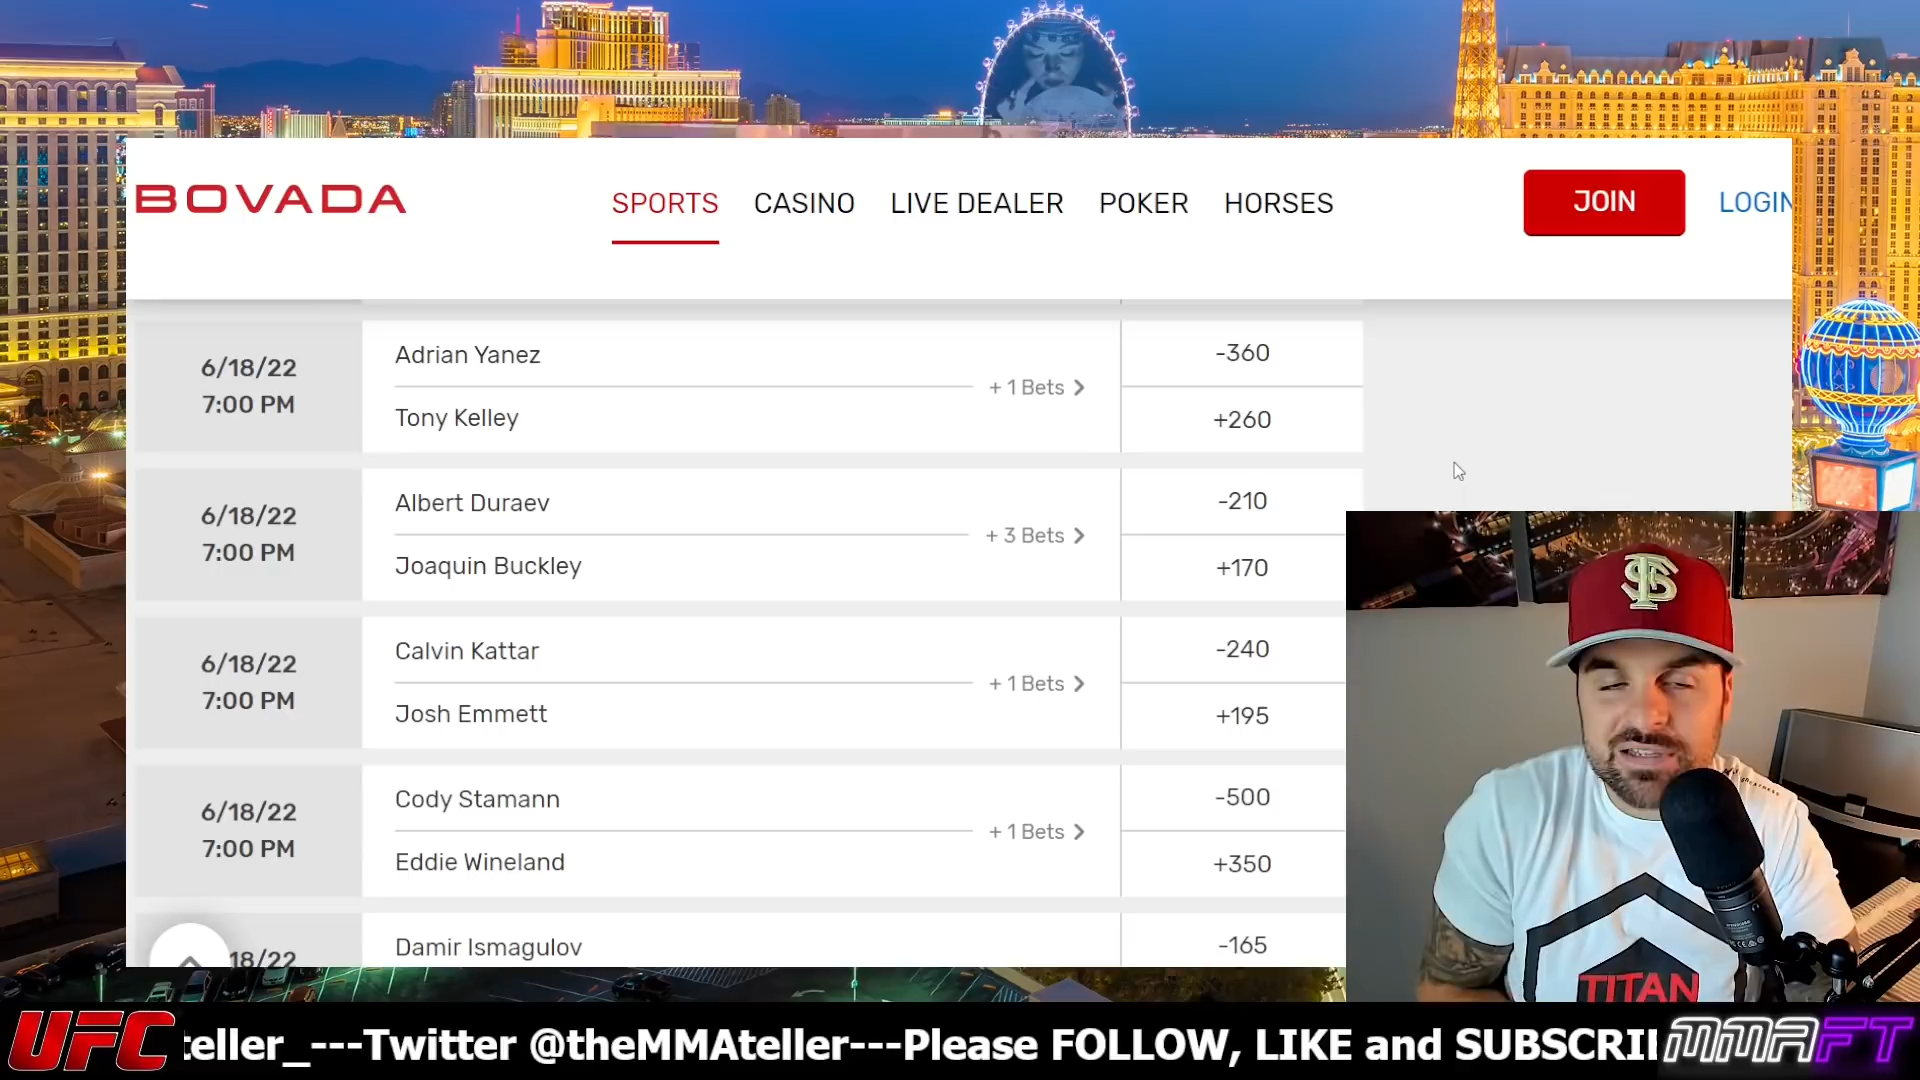 BOVADA
SPORTS CASINO LIVE DEALER POKER HORSES
JOIN LOGIN
6/18/22
7:00 PM
Adrian Yanez
Tony Kelley
+ 1 Bets
-360
+260
6/18/22
7:00 PM
Albert Duraev
Joaquin Buckley
+ 3 Bets
-210
+170
6/18/22
7:00 PM
Calvin Kattar
Josh Emmett
+ 1 Bets
-240
+195
6/18/22
7:00 PM
Cody Stamann
Eddie Wineland
+ 1 Bets
-500
+350
18/22
Damir Ismagulov
-165
TITAN
UFC
teller_---Twitter @theMMAteller---Please FOLLOW, LIKE and SUBSCRI
MMAFT